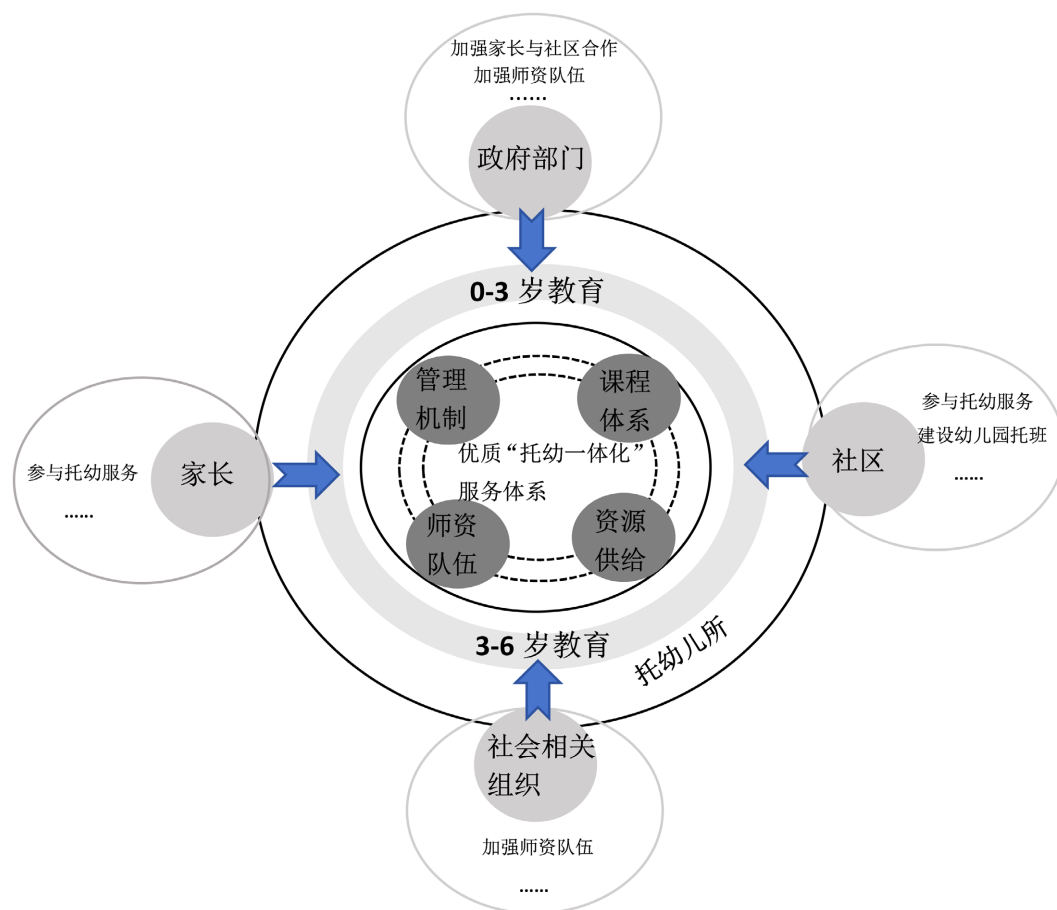 加强家长与社区合作
加强师资队伍
……
政府部门
0-3 岁教育
管理
机制
课程
体系
优质“托幼一体化”
服务体系
师资
队伍
资源
供给
3-6 岁教育
托幼儿所
参与托幼服务
……
家长
社区
参与托幼服务
建设幼儿园托班
……
社会相关
组织
加强师资队伍
……